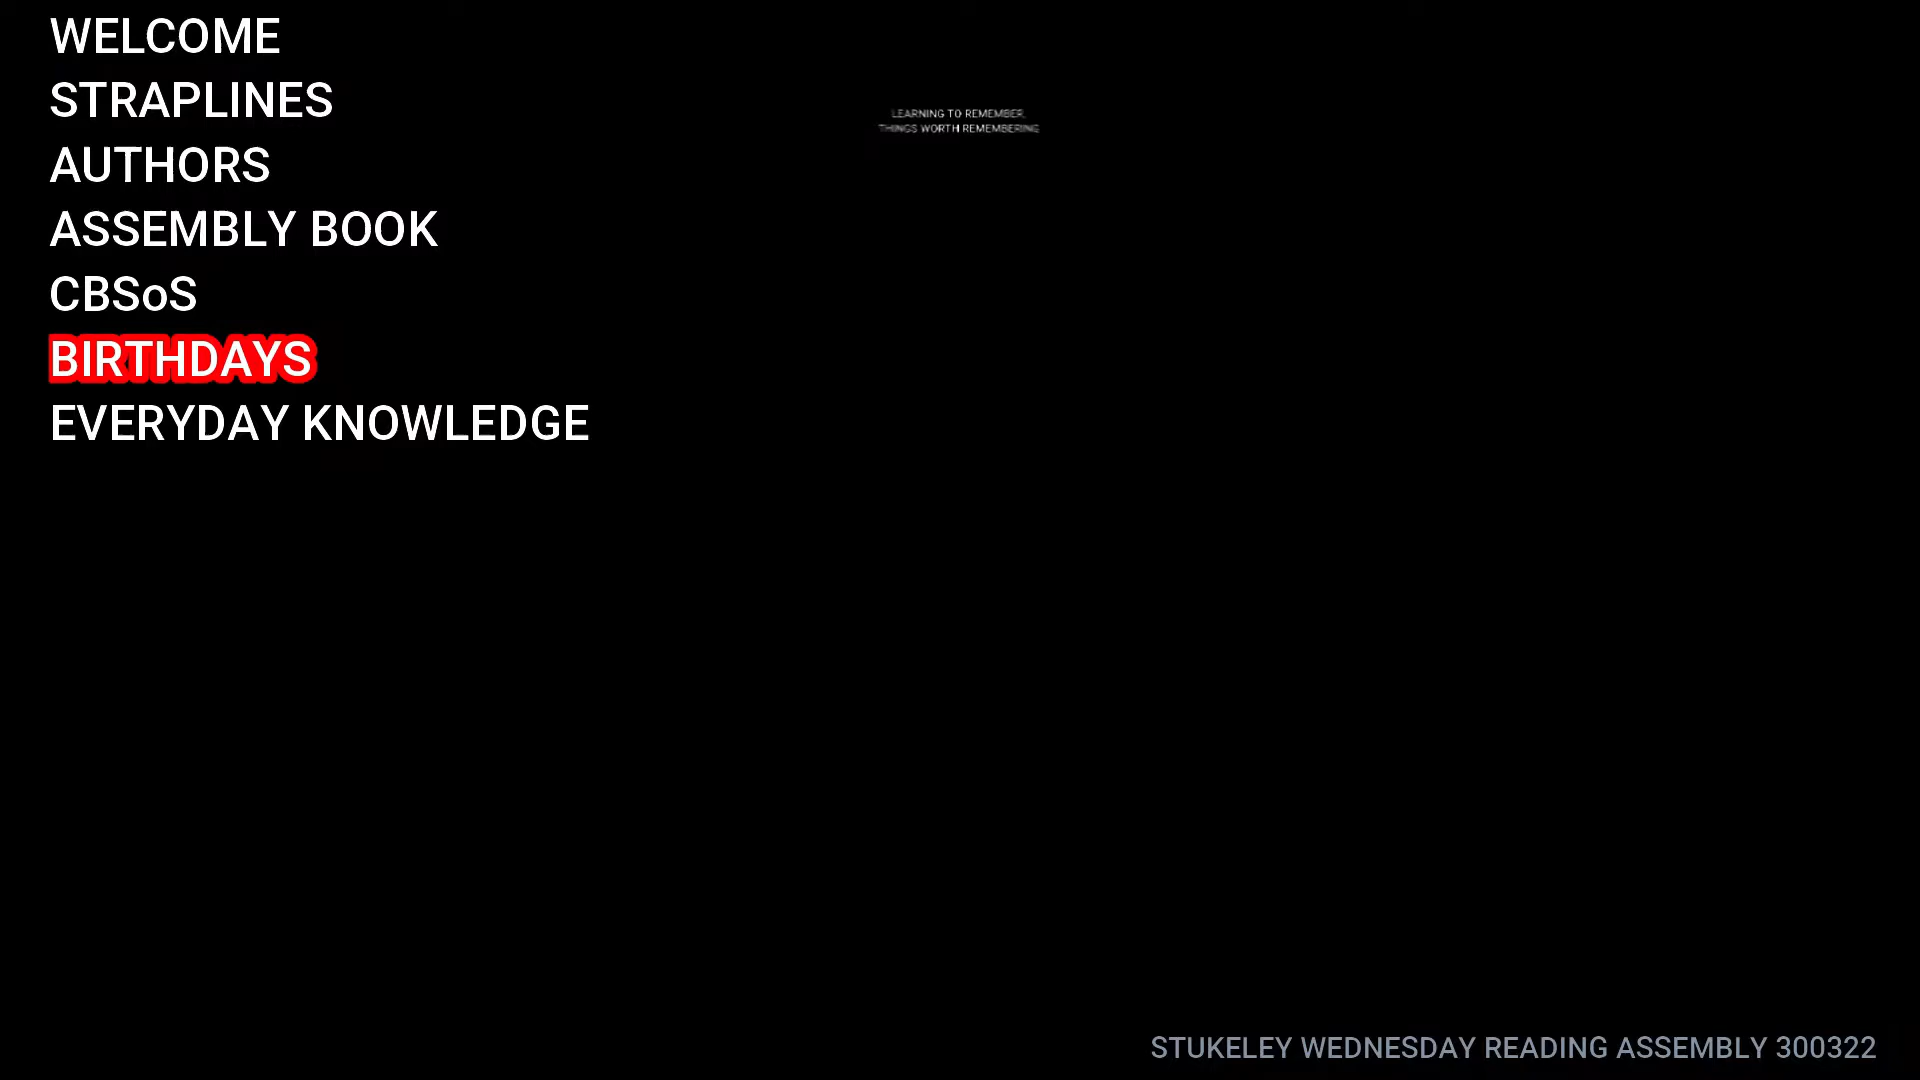 WELCOME
STRAPLINES
AUTHORS
ASSEMBLY BOOK
CBSoS
BIRTHDAYS
EVERYDAY KNOWLEDGE
LEARNING TO REMEMBER,
THINGS WORTH REMEMBERING
STUKELEY WEDNESDAY READING ASSEMBLY 300322